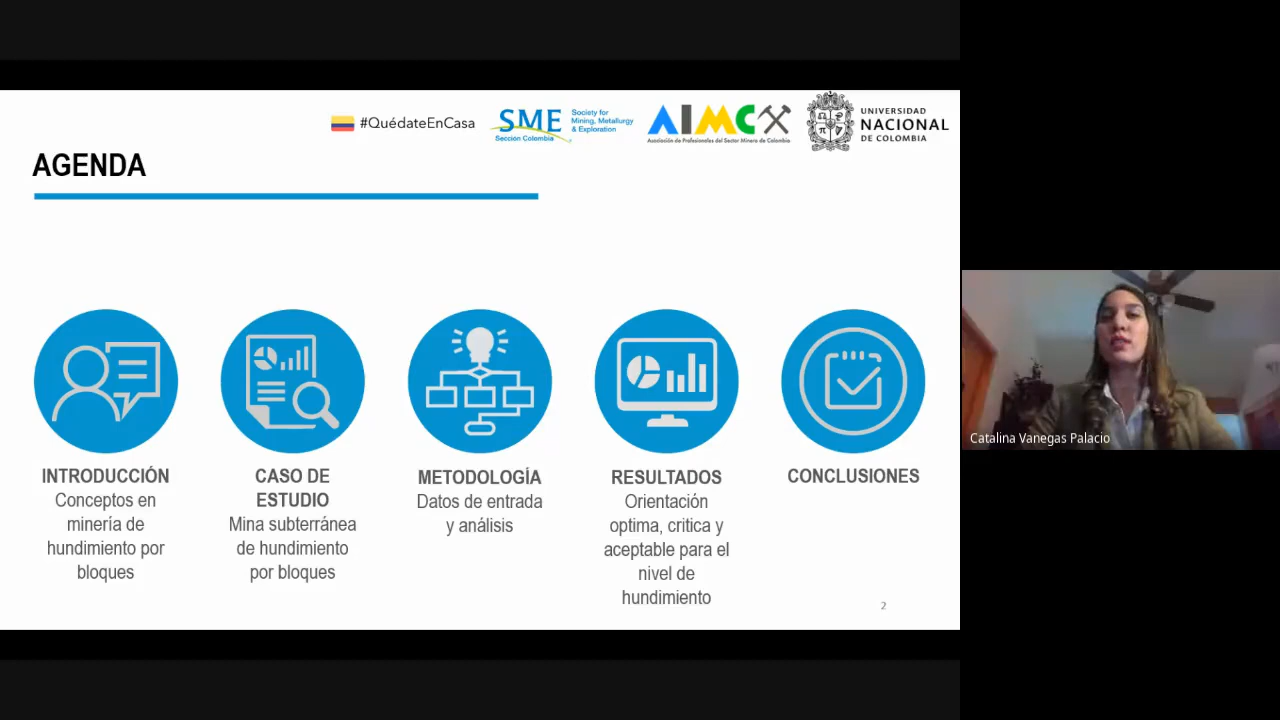 #QuédateEnCasa
SME
Sección Colombia
Society for
Mining, Metallurgy
& Exploration
AIMC
Asociación de Profesionales del Sector Minero de Colombia
UNIVERSIDAD
NACIONAL
DE COLOMBIA
AGENDA
INTRODUCCIÓN
Conceptos en
minería de
hundimiento por
bloques
CASO DE
ESTUDIO
Mina subterránea
de hundimiento
por bloques
METODOLOGÍA
Datos de entrada
y análisis
RESULTADOS
Orientación
optima, critica y
aceptable para el
nivel de
hundimiento
CONCLUSIONES
2
Catalina Vanegas Palacio